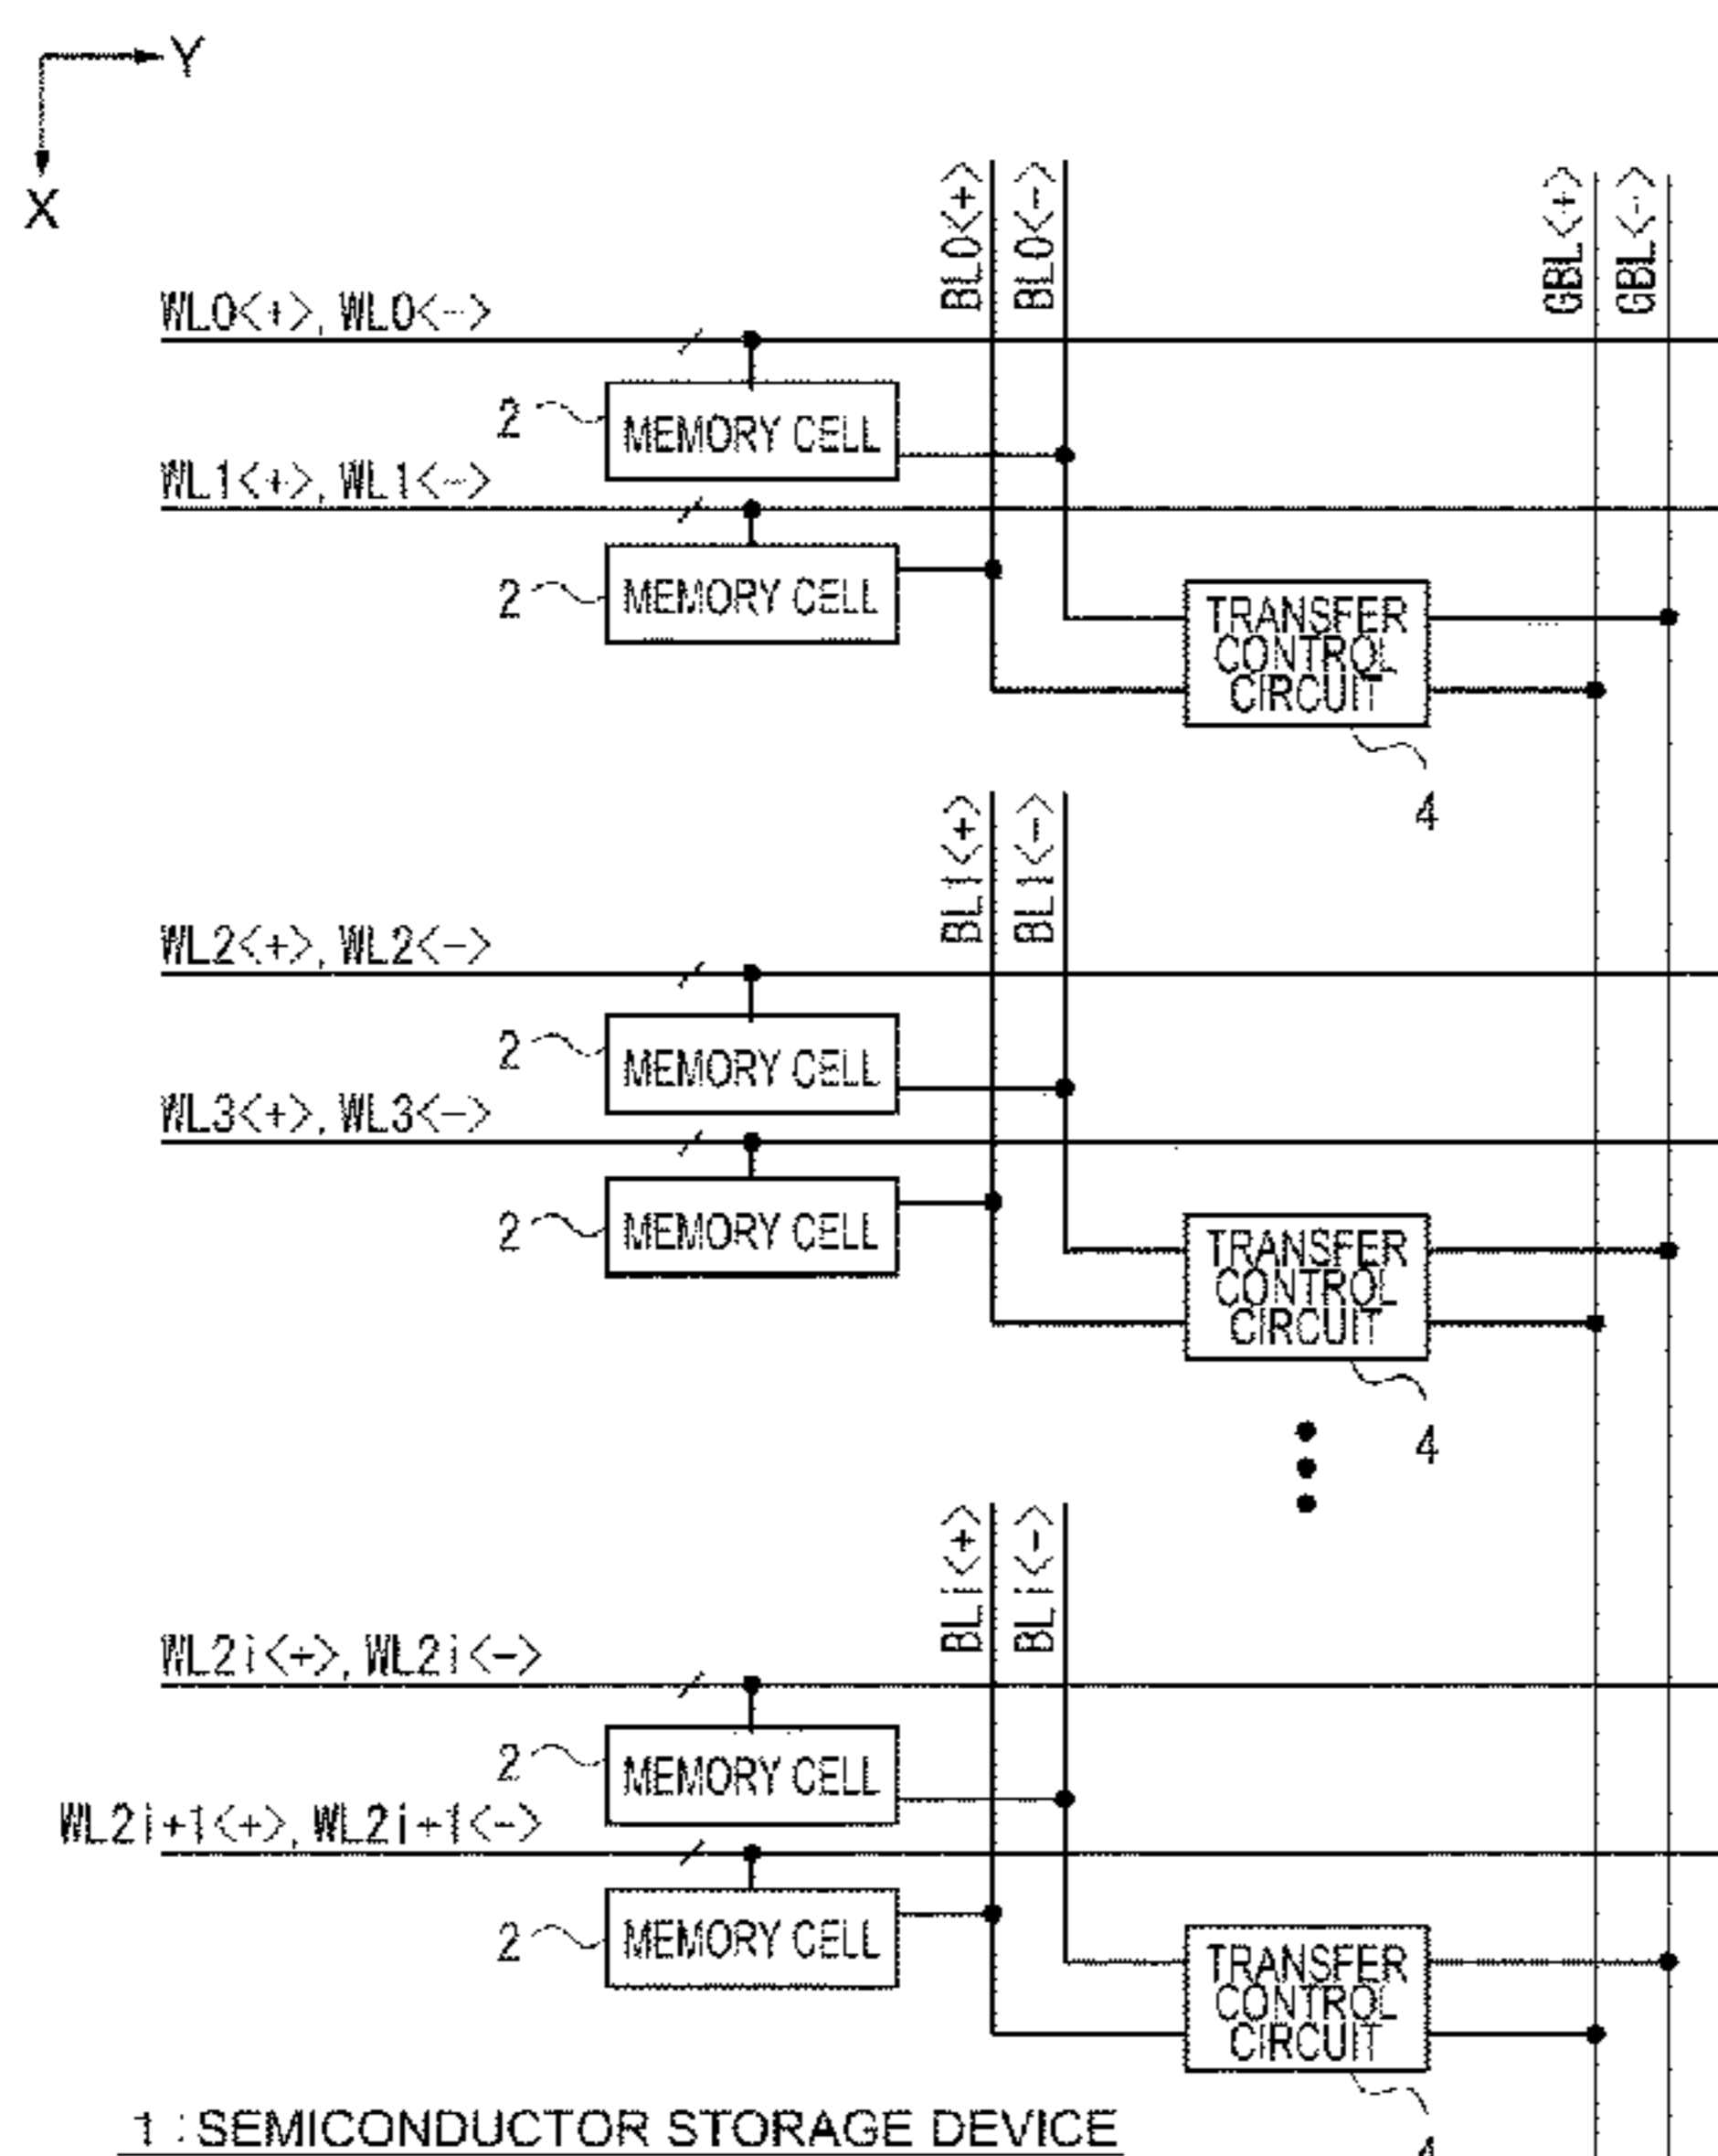 Y
X
BL0<+>
BL0<->
GBL<+>
GBL<->
WL0<+>, WL0<->
2
MEMORY CELL
WL1<+>, WL1<->
2
MEMORY CELL
TRANSFER
CONTROL
CIRCUIT
4
BL1<+>
BL1<->
WL2<+>, WL2<->
2
MEMORY CELL
WL3<+>, WL3<->
2
MEMORY CELL
TRANSFER
CONTROL
CIRCUIT
4
BLi<+>
BLi<->
WL2i<+>, WL2i<->
2
MEMORY CELL
WL2i+1<+>, WL2i+1<->
2
MEMORY CELL
TRANSFER
CONTROL
CIRCUIT
4
1 : SEMICONDUCTOR STORAGE DEVICE